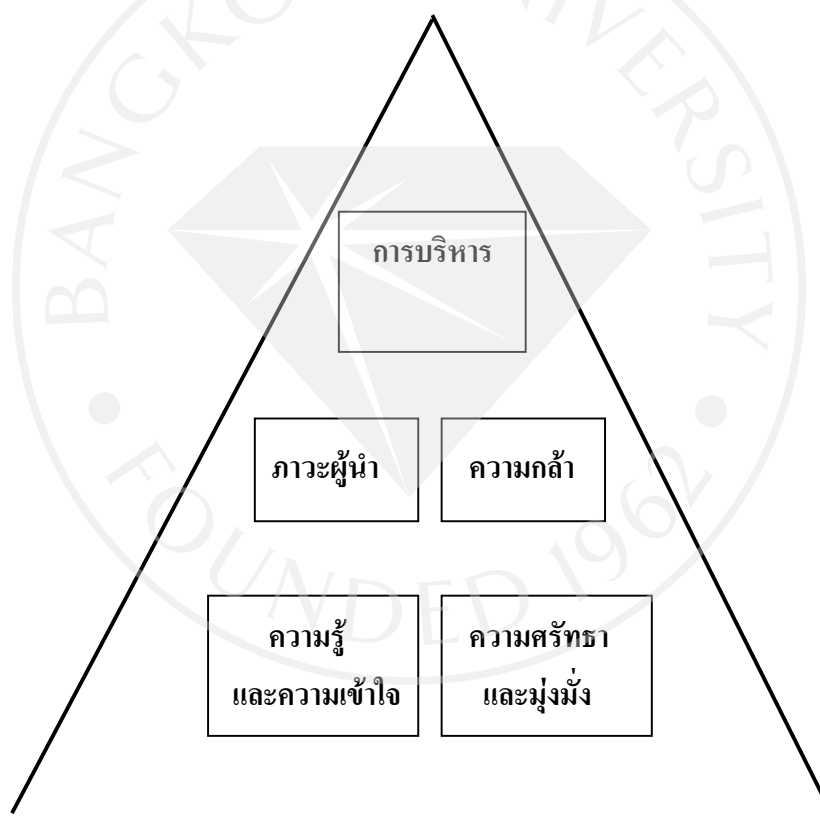 BANGKOK UNIVERSITY
การบริหาร
ภาวะผู้นำ
ความกล้า
ความรู้
และความเข้าใจ
ความศรัทธา
และมุ่งมั่ง
FOUNDED 1962